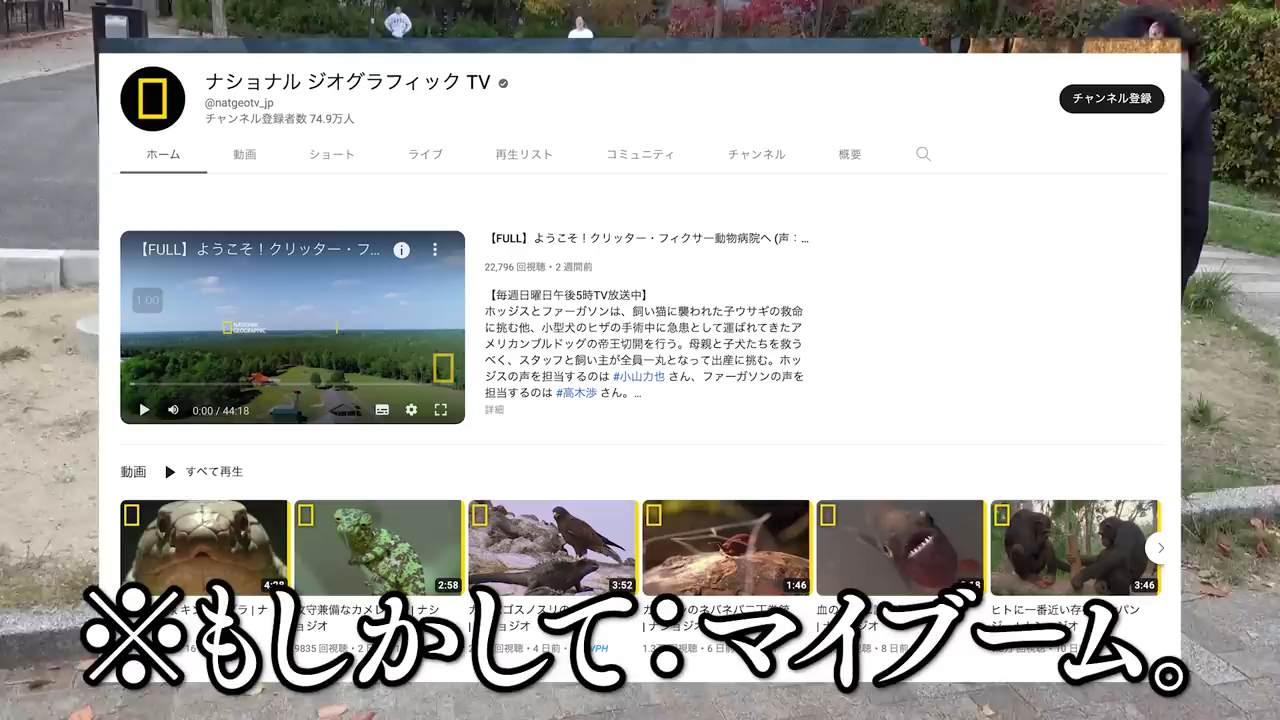 ナショナル ジオグラフィック TV
@natgeotv_jp
チャンネル登録者数 74.9万人
チャンネル登録
ホーム 動画 ショート ライブ 再生リスト コミュニティ チャンネル 概要
【FULL】ようこそ！クリッター・フ...
1.00
NATIONAL GEOGRAPHIC
0:00 / 44:18
【FULL】ようこそ！クリッター・フィクサー動物病院へ (声：...
22,796 回視聴・2 週間前
【毎週日曜日午後5時TV放送中】
ホッジスとファーガソンは、飼い猫に襲われた子ウサギの救命
に挑む他、小型犬のヒザの手術中に急患として運ばれてきたア
メリカンブルドッグの帝王切開を行う。母親と子犬たちを救う
べく、スタッフと飼い主が全員一丸となって出産に挑む。ホッ
ジスの声を担当するのは #小山力也 さん、ファーガソンの声を
担当するのは #高木渉 さん。...
詳細
動画 ▶ すべて再生
2:58
3:52
1:46
3:46
ヒトに一番近い存
※もしかして：マイブーム。